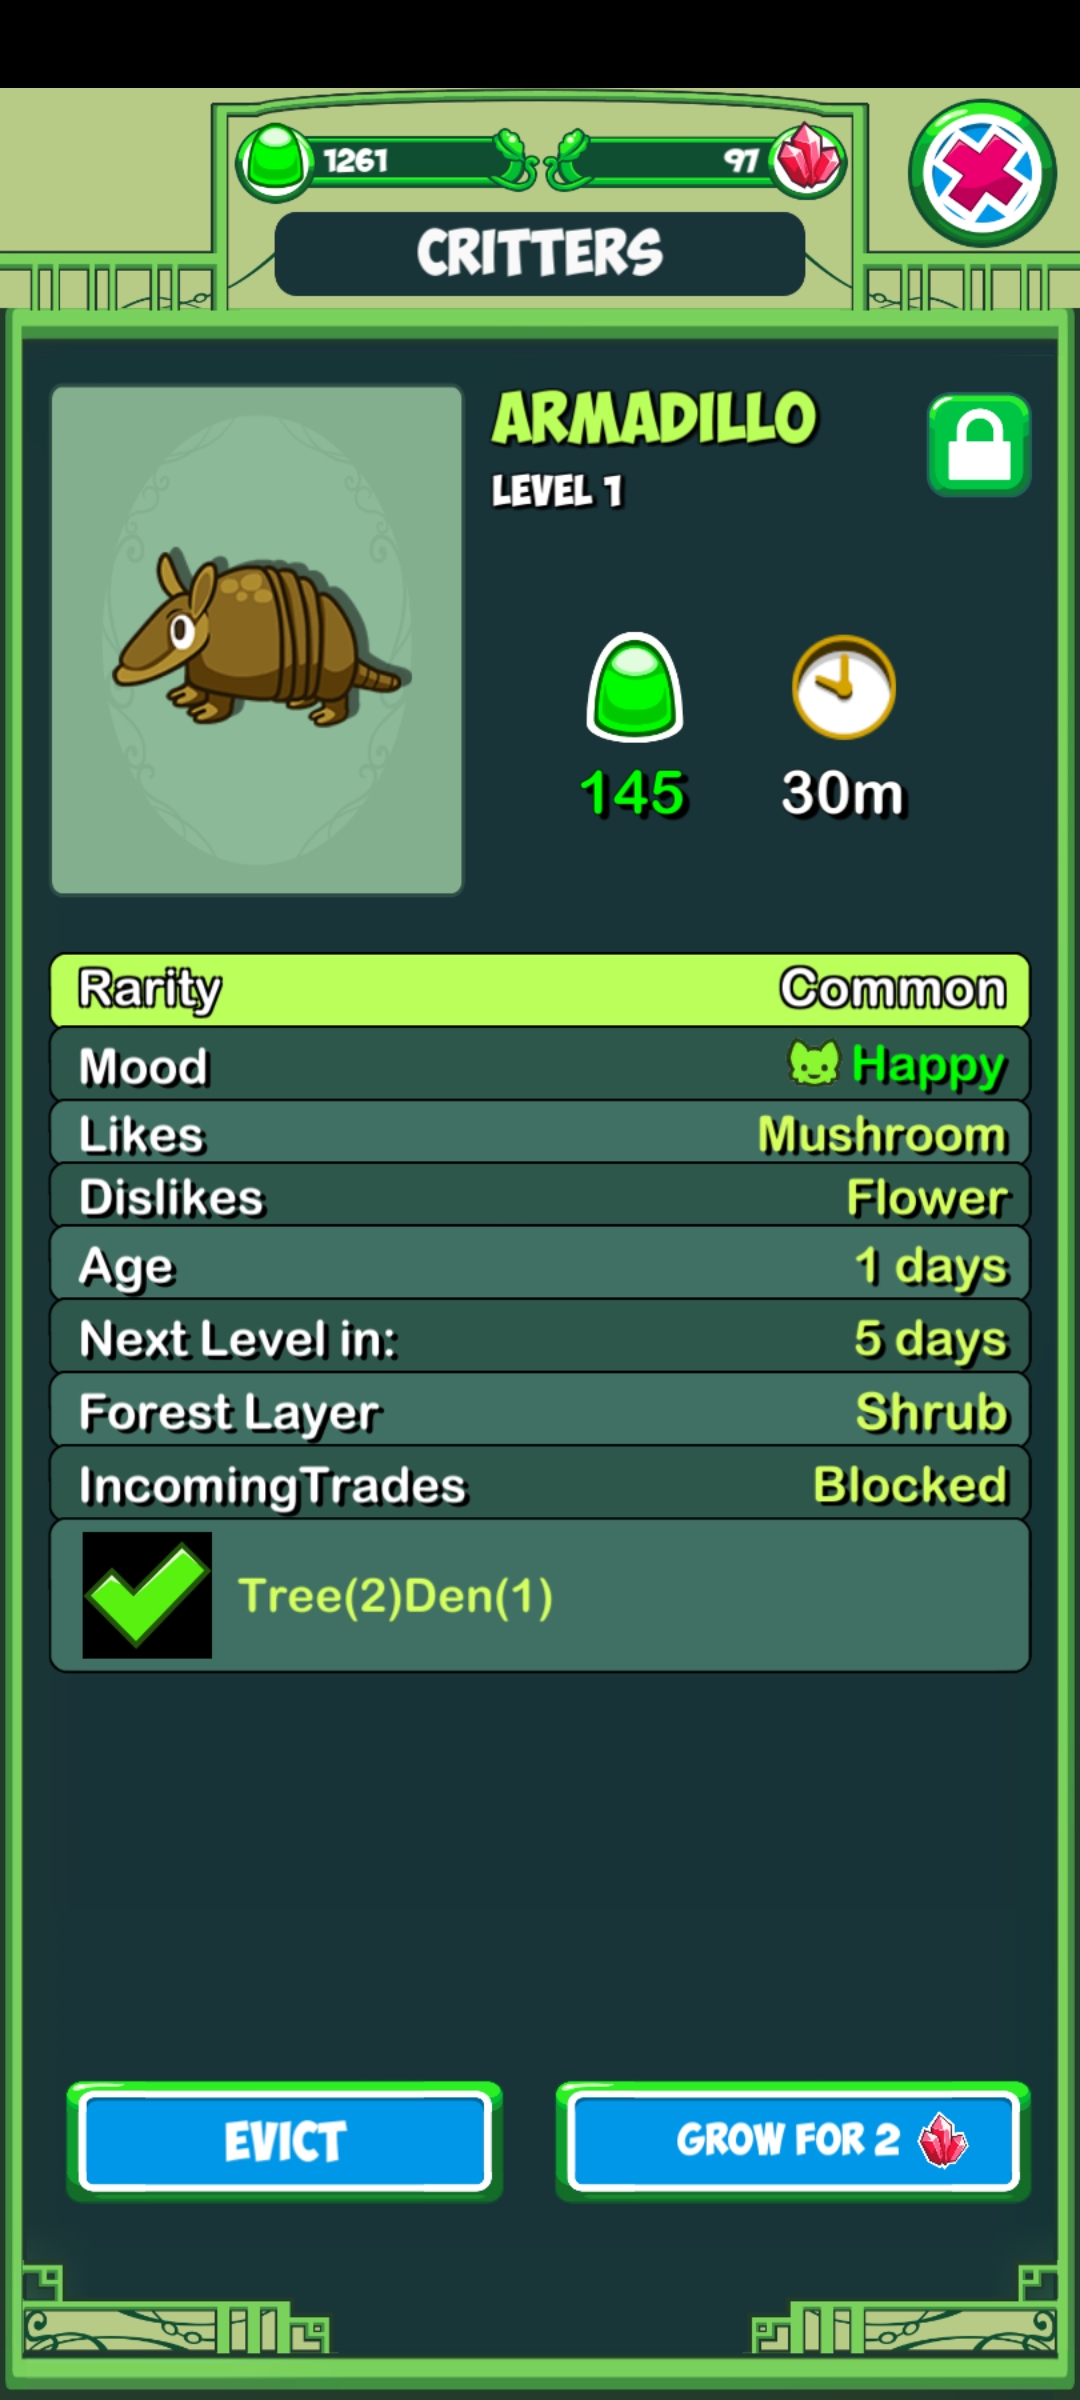 1261 97
CRITTERS
ARMADILLO
LEVEL 1
145 30m
Rarity Common
Mood Happy
Likes Mushroom
Dislikes Flower
Age 1 days
Next Level in: 5 days
Forest Layer Shrub
IncomingTrades Blocked
Tree(2)Den(1)
EVICT GROW FOR 2